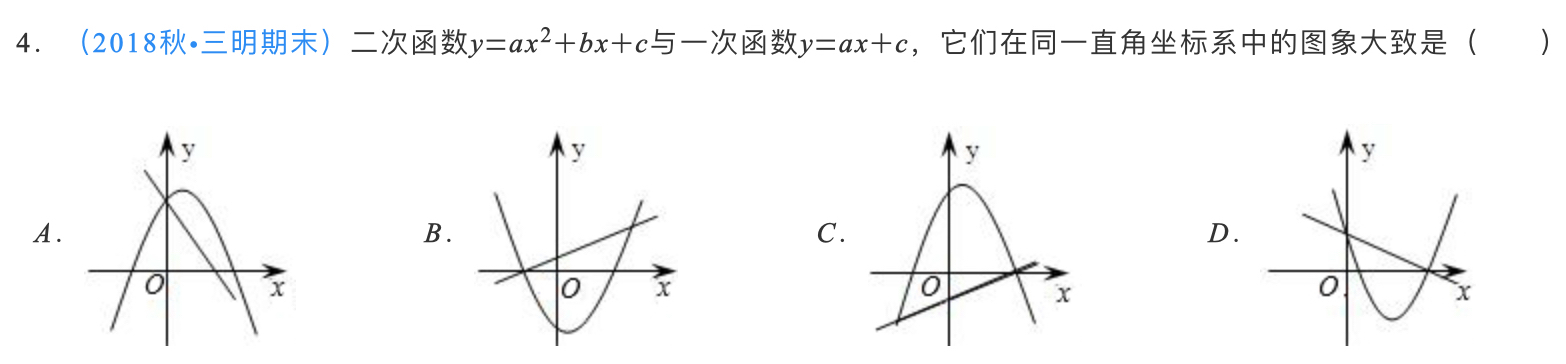 4. (2018秋•三明期末) 二次函数y=ax²+bx+c与一次函数y=ax+c，它们在同一直角坐标系中的图象大致是（　　）
A. y O x B. y O x C. y O x D. y O x